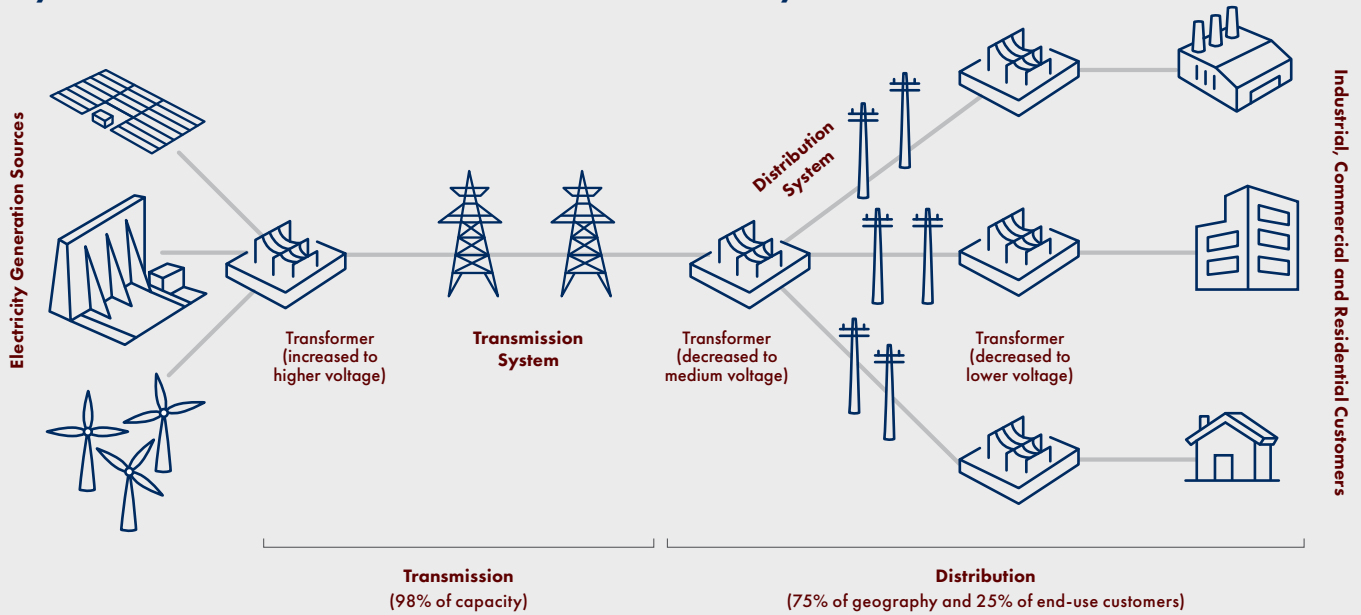 Electricity Generation Sources
Transformer
(increased to
higher voltage)
Transmission
System
Transformer
(decreased to
medium voltage)
Distribution
System
Transformer
(decreased to
lower voltage)
Industrial, Commercial and Residential Customers
Transmission
(98% of capacity)
Distribution
(75% of geography and 25% of end-use customers)